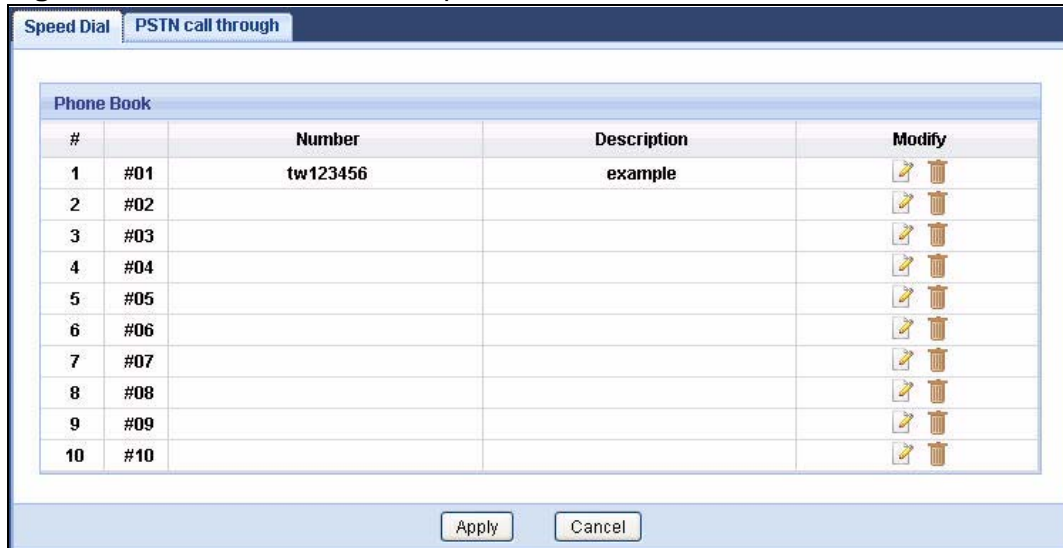 Speed Dial PSTN call through
Phone Book
# Number Description Modify
1 #01 tw123456 example
2 #02
3 #03
4 #04
5 #05
6 #06
7 #07
8 #08
9 #09
10 #10
Apply Cancel